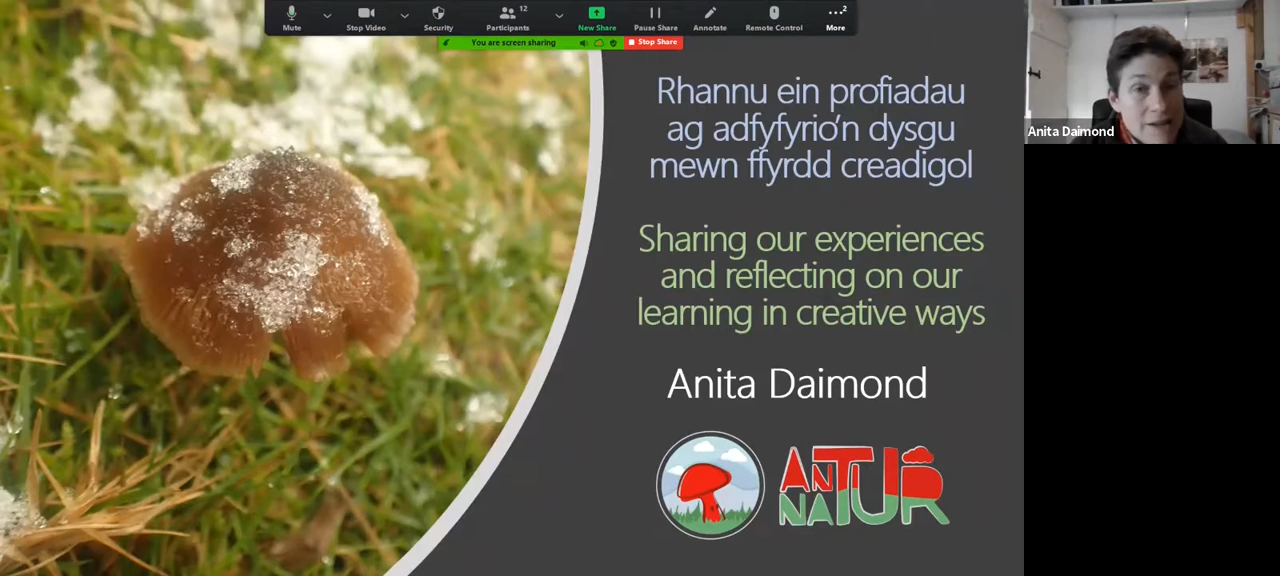 12
2
Mute
Stop Video
Security
Participants
New Share
Pause Share
Annotate
Remote Control
More
You are screen sharing
Stop Share
Anita Daimond
Rhannu ein profiadau
ag adfyfyrio'n dysgu
mewn ffyrdd creadigol
Sharing our experiences
and reflecting on our
learning in creative ways
Anita Daimond
ANTUR
NATUR